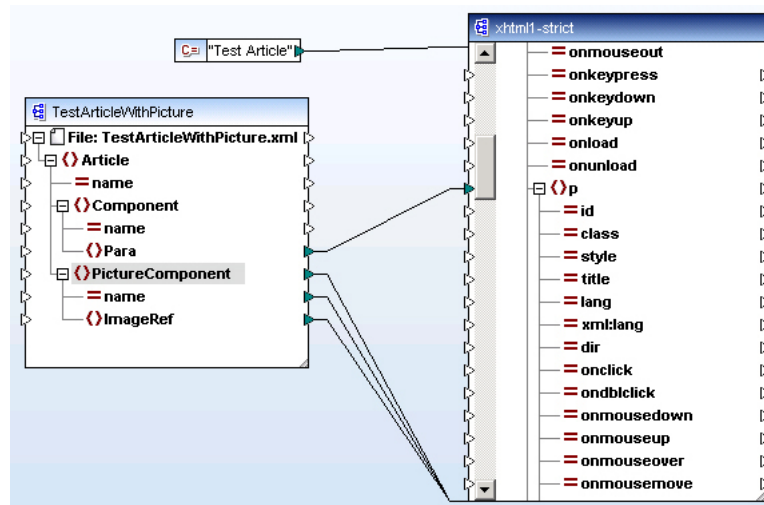 C= "Test Article"
TestArticleWithPicture
File: TestArticleWithPicture.xml
{} Article
= name
{} Component
= name
{} Para
{} PictureComponent
= name
{} ImageRef
xhtml1-strict
= onmouseout
= onkeypress
= onkeydown
= onkeyup
= onload
= onunload
{} p
= id
= class
= style
= title
= lang
= xml:lang
= dir
= onclick
= ondblclick
= onmousedown
= onmouseup
= onmouseover
= onmousemove